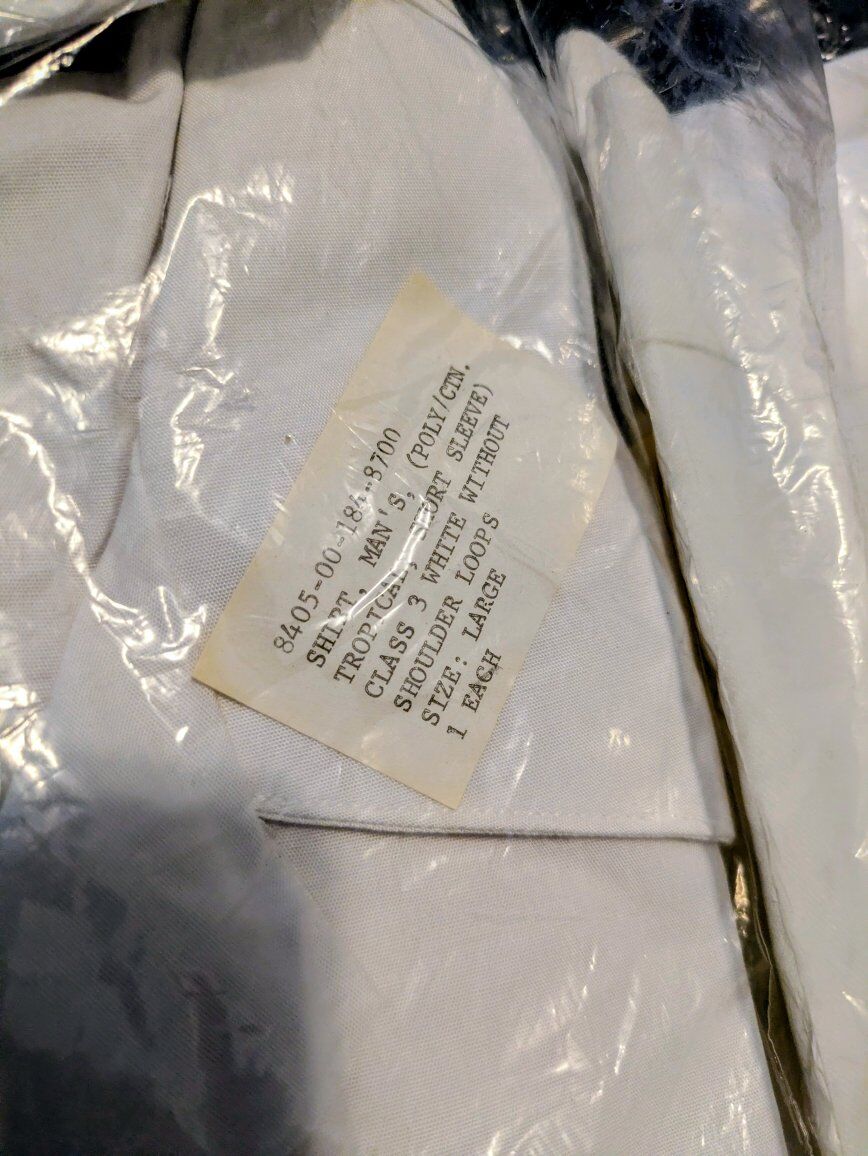 8405-00-184-8700
SHIRT, MAN'S, (POLY/CTN.
TROPICAL, SHORT SLEEVE)
CLASS 3 WHITE WITHOUT
SHOULDER LOOPS
SIZE: LARGE
1 EACH